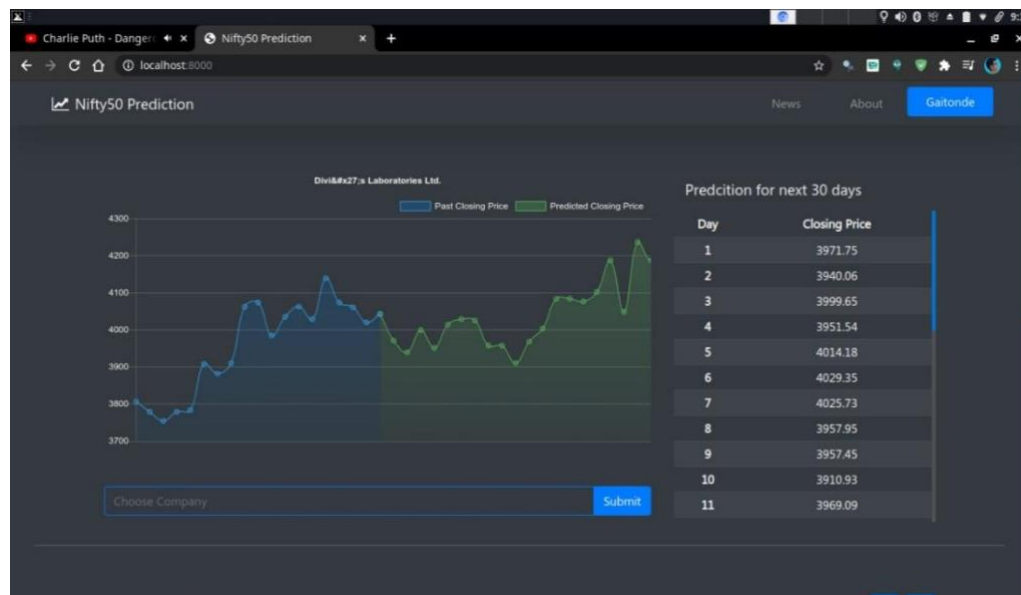 Charlie Puth - Danger
Nifty50 Prediction
localhost:8000
Nifty50 Prediction
News
About
Gaitonde
Divi&#x27;s Laboratories Ltd.
Past Closing Price
Predicted Closing Price
4300
4200
4100
4000
3900
3800
3700
Choose Company
Submit
Predcition for next 30 days
Day Closing Price
1 3971.75
2 3940.06
3 3999.65
4 3951.54
5 4014.18
6 4029.35
7 4025.73
8 3957.95
9 3957.45
10 3910.93
11 3969.09